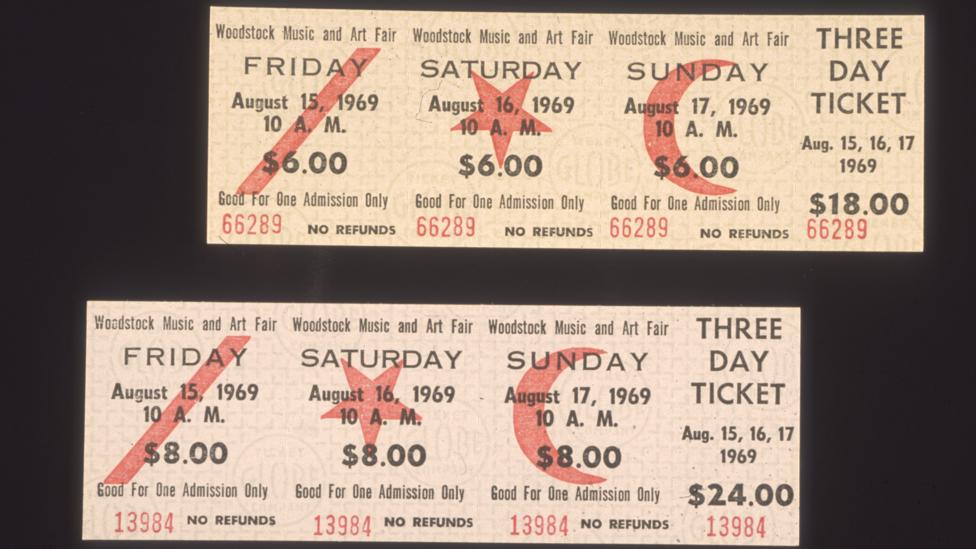 Woodstock Music and Art Fair
FRIDAY
August 15, 1969
10 A. M.
$6.00
Good For One Admission Only
66289 NO REFUNDS
Woodstock Music and Art Fair
SATURDAY
August 16, 1969
10 A. M.
$6.00
Good For One Admission Only
66289 NO REFUNDS
Woodstock Music and Art Fair
SUNDAY
August 17, 1969
10 A. M.
$6.00
Good For One Admission Only
66289 NO REFUNDS
THREE
DAY
TICKET
Aug. 15, 16, 17
1969
$18.00
66289
Woodstock Music and Art Fair
FRIDAY
August 15, 1969
10 A. M.
$8.00
Good For One Admission Only
13984 NO REFUNDS
Woodstock Music and Art Fair
SATURDAY
August 16, 1969
10 A. M.
$8.00
Good For One Admission Only
13984 NO REFUNDS
Woodstock Music and Art Fair
SUNDAY
August 17, 1969
10 A. M.
$8.00
Good For One Admission Only
13984 NO REFUNDS
THREE
DAY
TICKET
Aug. 15, 16, 17
1969
$24.00
13984